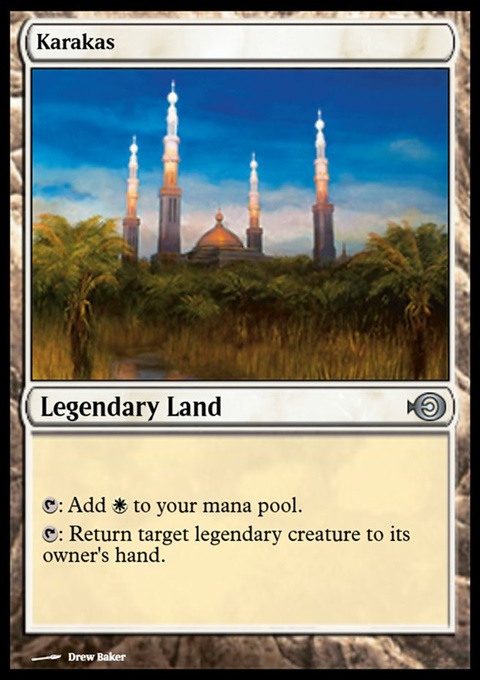 Karakas
Legendary Land
: Add to your mana pool.
: Return target legendary creature to its
owner's hand.
Drew Baker